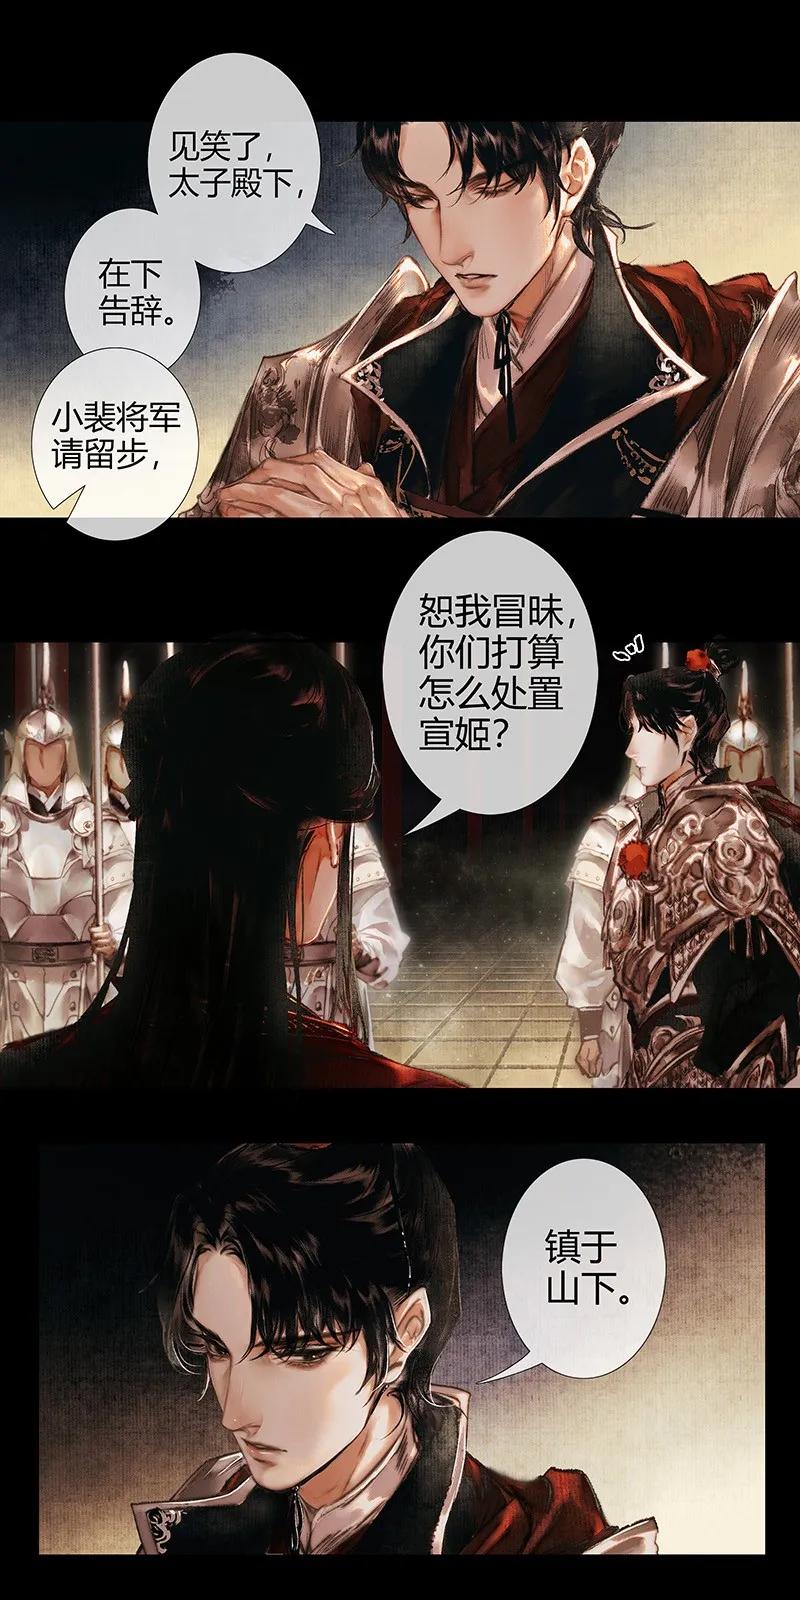 见笑了，
太子殿下，
在下
告辞。
小裴将军
请留步，
恕我冒昧，
你们打算
怎么处置
宣姬？
镇于
山下。